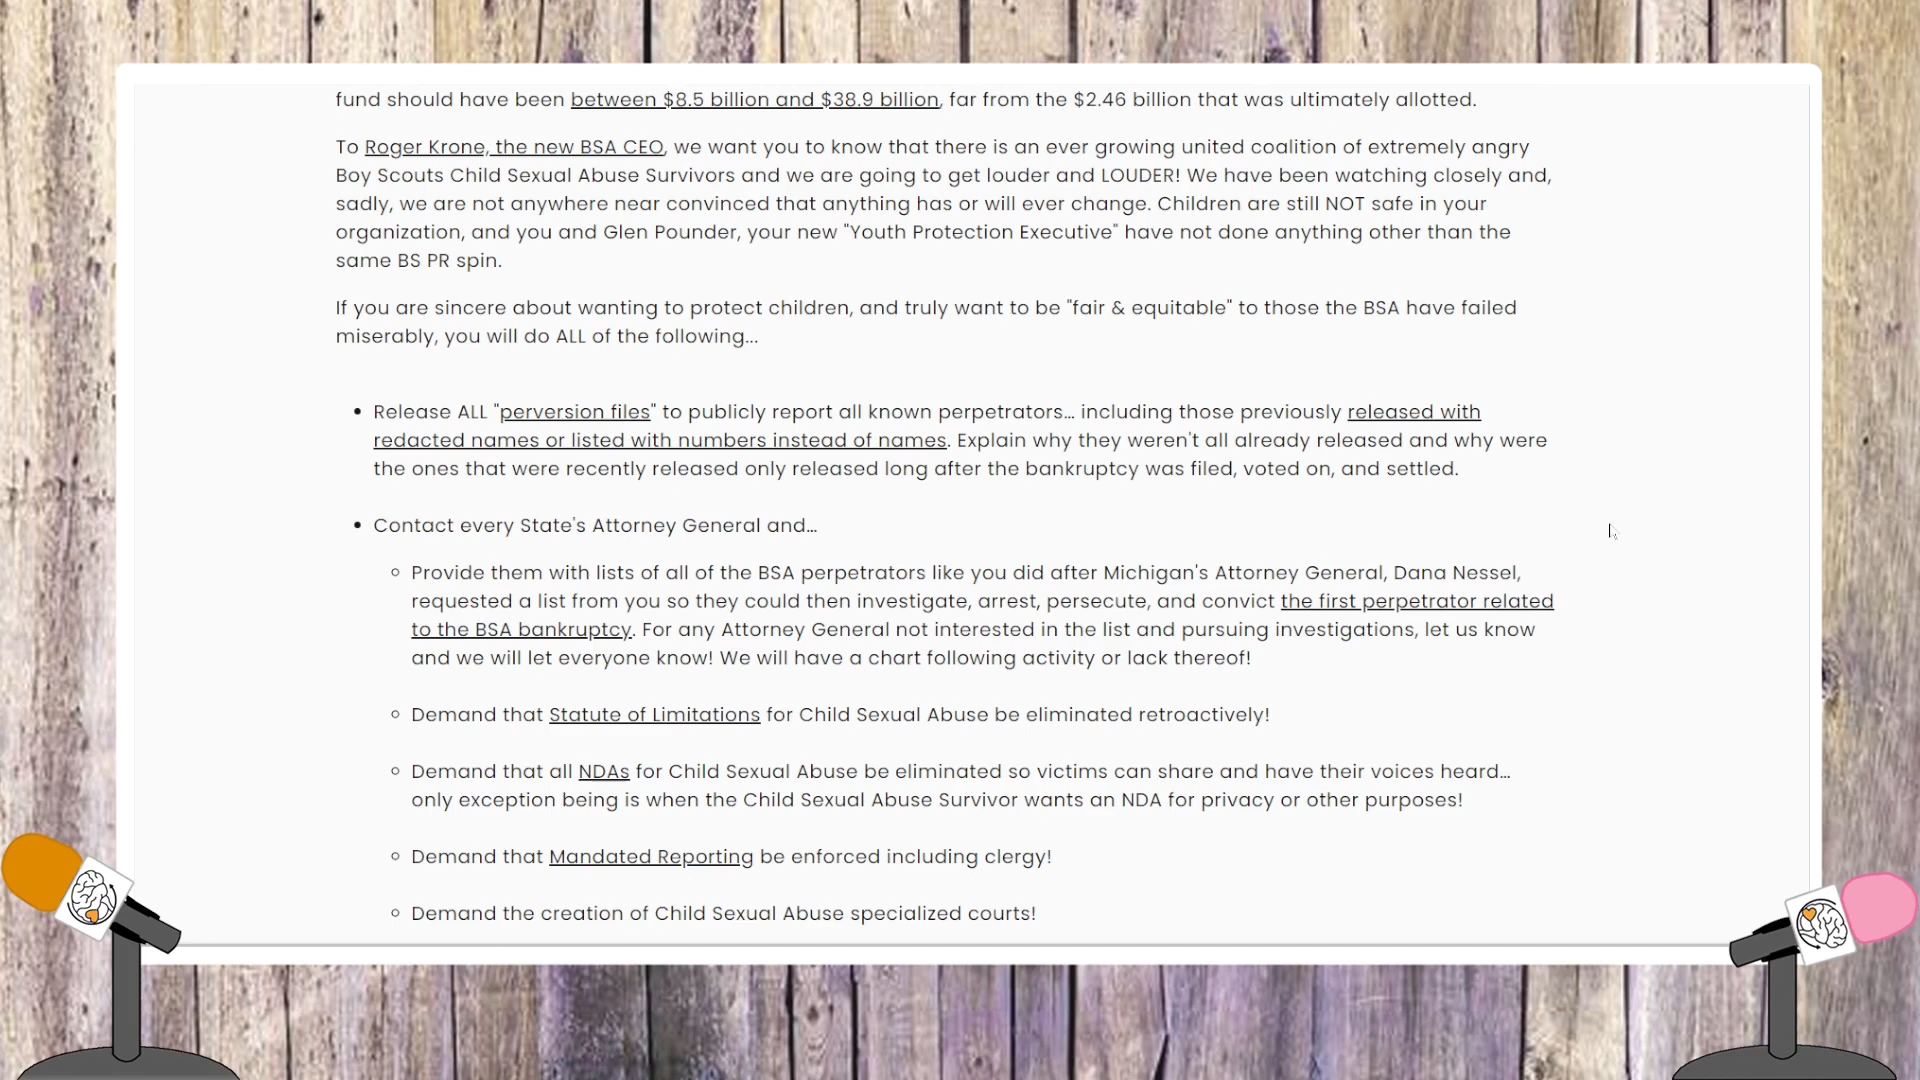 fund should have been between $8.5 billion and $38.9 billion, far from the $2.46 billion that was ultimately allotted.
To Roger Krone, the new BSA CEO, we want you to know that there is an ever growing united coalition of extremely angry
Boy Scouts Child Sexual Abuse Survivors and we are going to get louder and LOUDER! We have been watching closely and,
sadly, we are not anywhere near convinced that anything has or will ever change. Children are still NOT safe in your
organization, and you and Glen Pounder, your new "Youth Protection Executive" have not done anything other than the
same BS PR spin.
If you are sincere about wanting to protect children, and truly want to be "fair & equitable" to those the BSA have failed
miserably, you will do ALL of the following...
• Release ALL "perversion files" to publicly report all known perpetrators... including those previously released with
redacted names or listed with numbers instead of names. Explain why they weren't all already released and why were
the ones that were recently released only released long after the bankruptcy was filed, voted on, and settled.
• Contact every State's Attorney General and...
◦ Provide them with lists of all of the BSA perpetrators like you did after Michigan's Attorney General, Dana Nessel,
requested a list from you so they could then investigate, arrest, persecute, and convict the first perpetrator related
to the BSA bankruptcy. For any Attorney General not interested in the list and pursuing investigations, let us know
and we will let everyone know! We will have a chart following activity or lack thereof!
◦ Demand that Statute of Limitations for Child Sexual Abuse be eliminated retroactively!
◦ Demand that all NDAs for Child Sexual Abuse be eliminated so victims can share and have their voices heard...
only exception being is when the Child Sexual Abuse Survivor wants an NDA for privacy or other purposes!
◦ Demand that Mandated Reporting be enforced including clergy!
◦ Demand the creation of Child Sexual Abuse specialized courts!